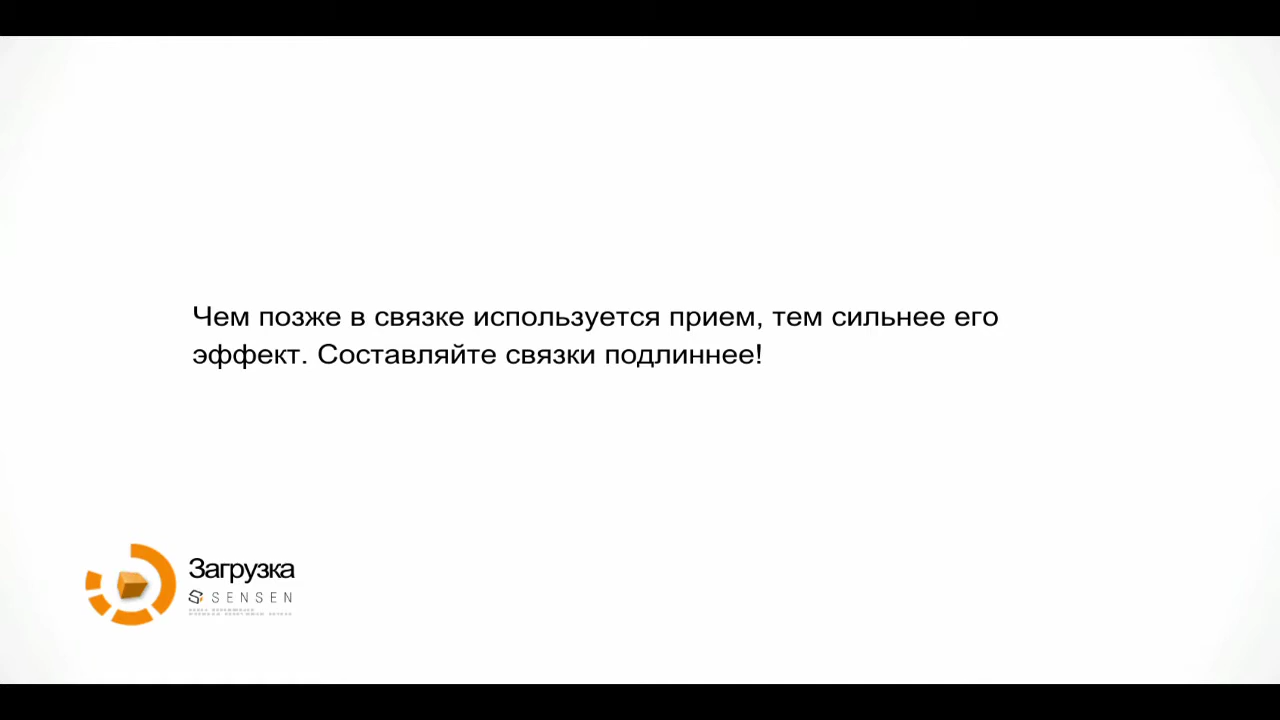 Чем позже в связке используется прием, тем сильнее его
эффект. Составляйте связки подлиннее!
Загрузка
SENSEN